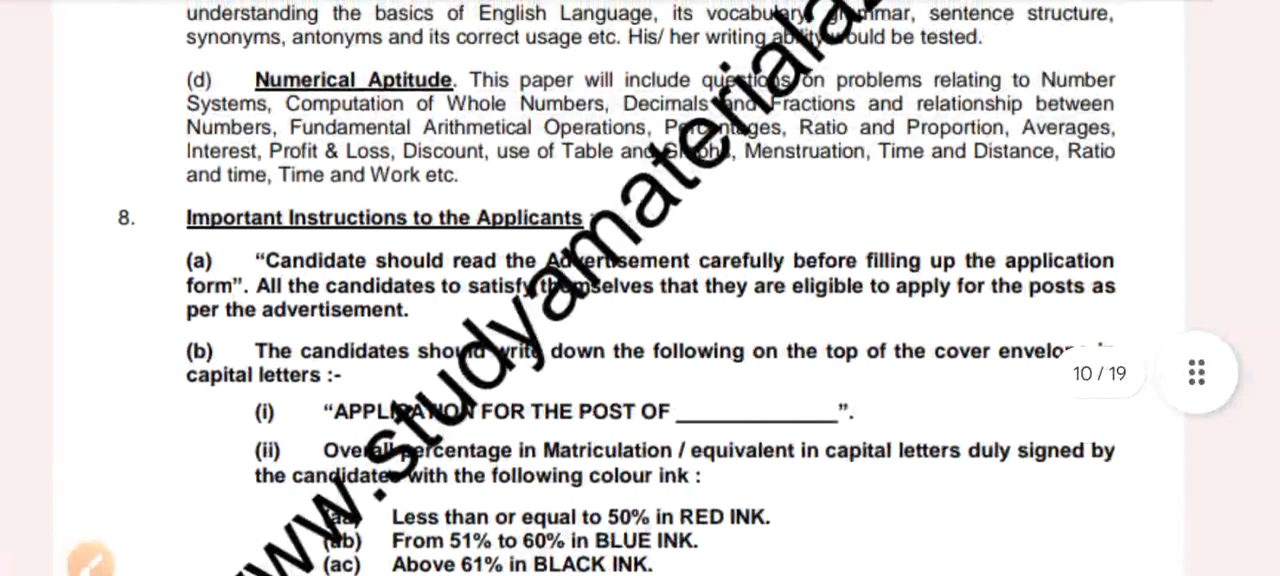 understanding the basics of English Language, its vocabulary, grammar, sentence structure,
synonyms, antonyms and its correct usage etc. His/ her writing ability would be tested.
(d) Numerical Aptitude. This paper will include questions on problems relating to Number
Systems, Computation of Whole Numbers, Decimals and Fractions and relationship between
Numbers, Fundamental Arithmetical Operations, Percentages, Ratio and Proportion, Averages,
Interest, Profit & Loss, Discount, use of Table and Graphs, Menstruation, Time and Distance, Ratio
and time, Time and Work etc.
8. Important Instructions to the Applicants :
(a) “Candidate should read the Advertisement carefully before filling up the application
form”. All the candidates to satisfy themselves that they are eligible to apply for the posts as
per the advertisement.
(b) The candidates should write down the following on the top of the cover envelope in
capital letters :-
10 / 19
(i) “APPLICATION FOR THE POST OF ____________”.
(ii) Overall percentage in Matriculation / equivalent in capital letters duly signed by
the candidates with the following colour ink :
(aa) Less than or equal to 50% in RED INK.
(ab) From 51% to 60% in BLUE INK.
(ac) Above 61% in BLACK INK.
www.studyamaterial